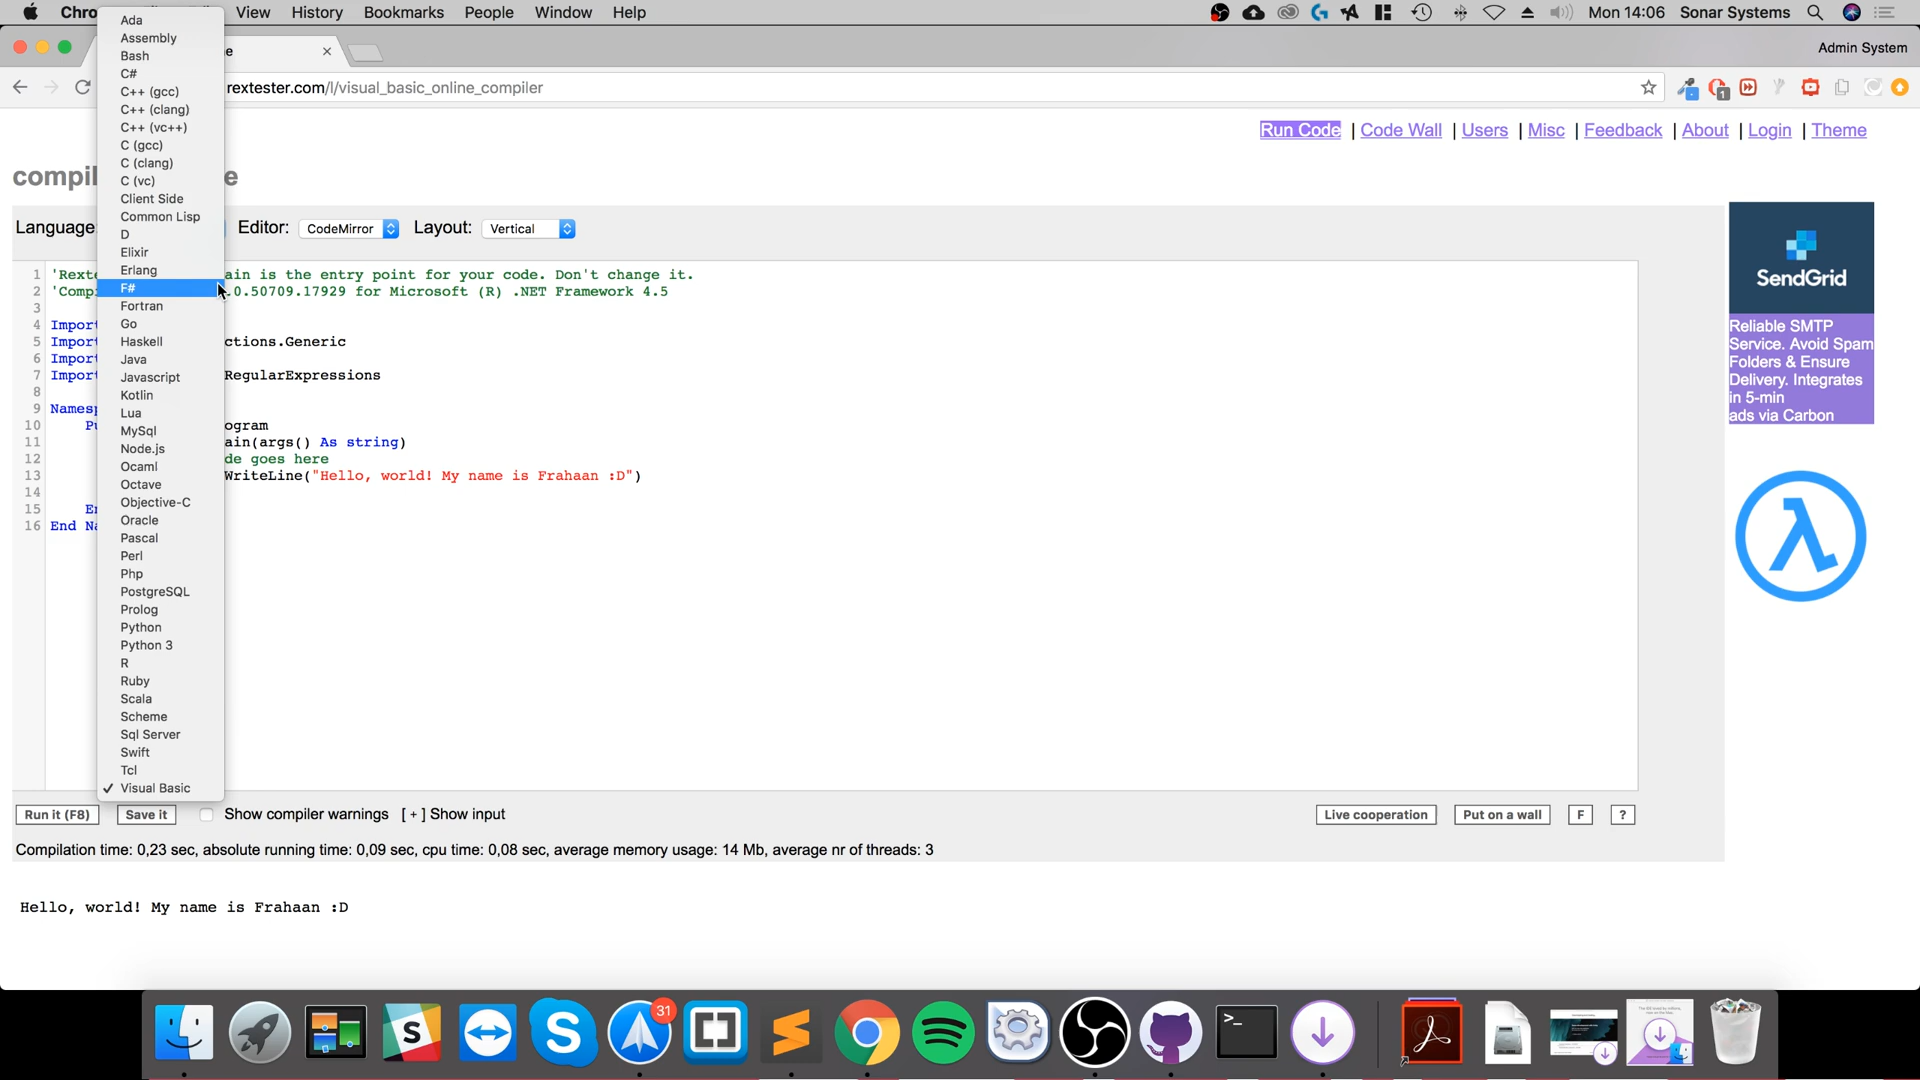 Chro
View
History
Bookmarks
People
Window
Help
Mon 14:06
Sonar Systems
e
Admin System
rextester.com/l/visual_basic_online_compiler
1
Run Code | Code Wall | Users | Misc | Feedback | About | Login | Theme
compil
e
Language
Editor:
CodeMirror
Layout:
Vertical
Ada
Assembly
Bash
C#
C++ (gcc)
C++ (clang)
C++ (vc++)
C (gcc)
C (clang)
C (vc)
Client Side
Common Lisp
D
Elixir
Erlang
F#
Fortran
Go
Haskell
Java
Javascript
Kotlin
Lua
MySql
Node.js
Ocaml
Octave
Objective-C
Oracle
Pascal
Perl
Php
PostgreSQL
Prolog
Python
Python 3
R
Ruby
Scala
Scheme
Sql Server
Swift
Tcl
✓ Visual Basic
1 'Rexte ain is the entry point for your code. Don't change it.
2 'Comp .0.50709.17929 for Microsoft (R) .NET Framework 4.5
3
4 Import
5 Import ctions.Generic
6 Import
7 Import RegularExpressions
8
9 Namesp
10 Pu ogram
11 ain(args() As string)
12 de goes here
13 WriteLine("Hello, world! My name is Frahaan :D")
14
15 En
16 End Na
SendGrid
Reliable SMTP
Service. Avoid Spam
Folders & Ensure
Delivery. Integrates
in 5-min
ads via Carbon
Run it (F8)
Save it
Show compiler warnings
[ + ] Show input
Live cooperation
Put on a wall
F
?
Compilation time: 0,23 sec, absolute running time: 0,09 sec, cpu time: 0,08 sec, average memory usage: 14 Mb, average nr of threads: 3
Hello, world! My name is Frahaan :D
31